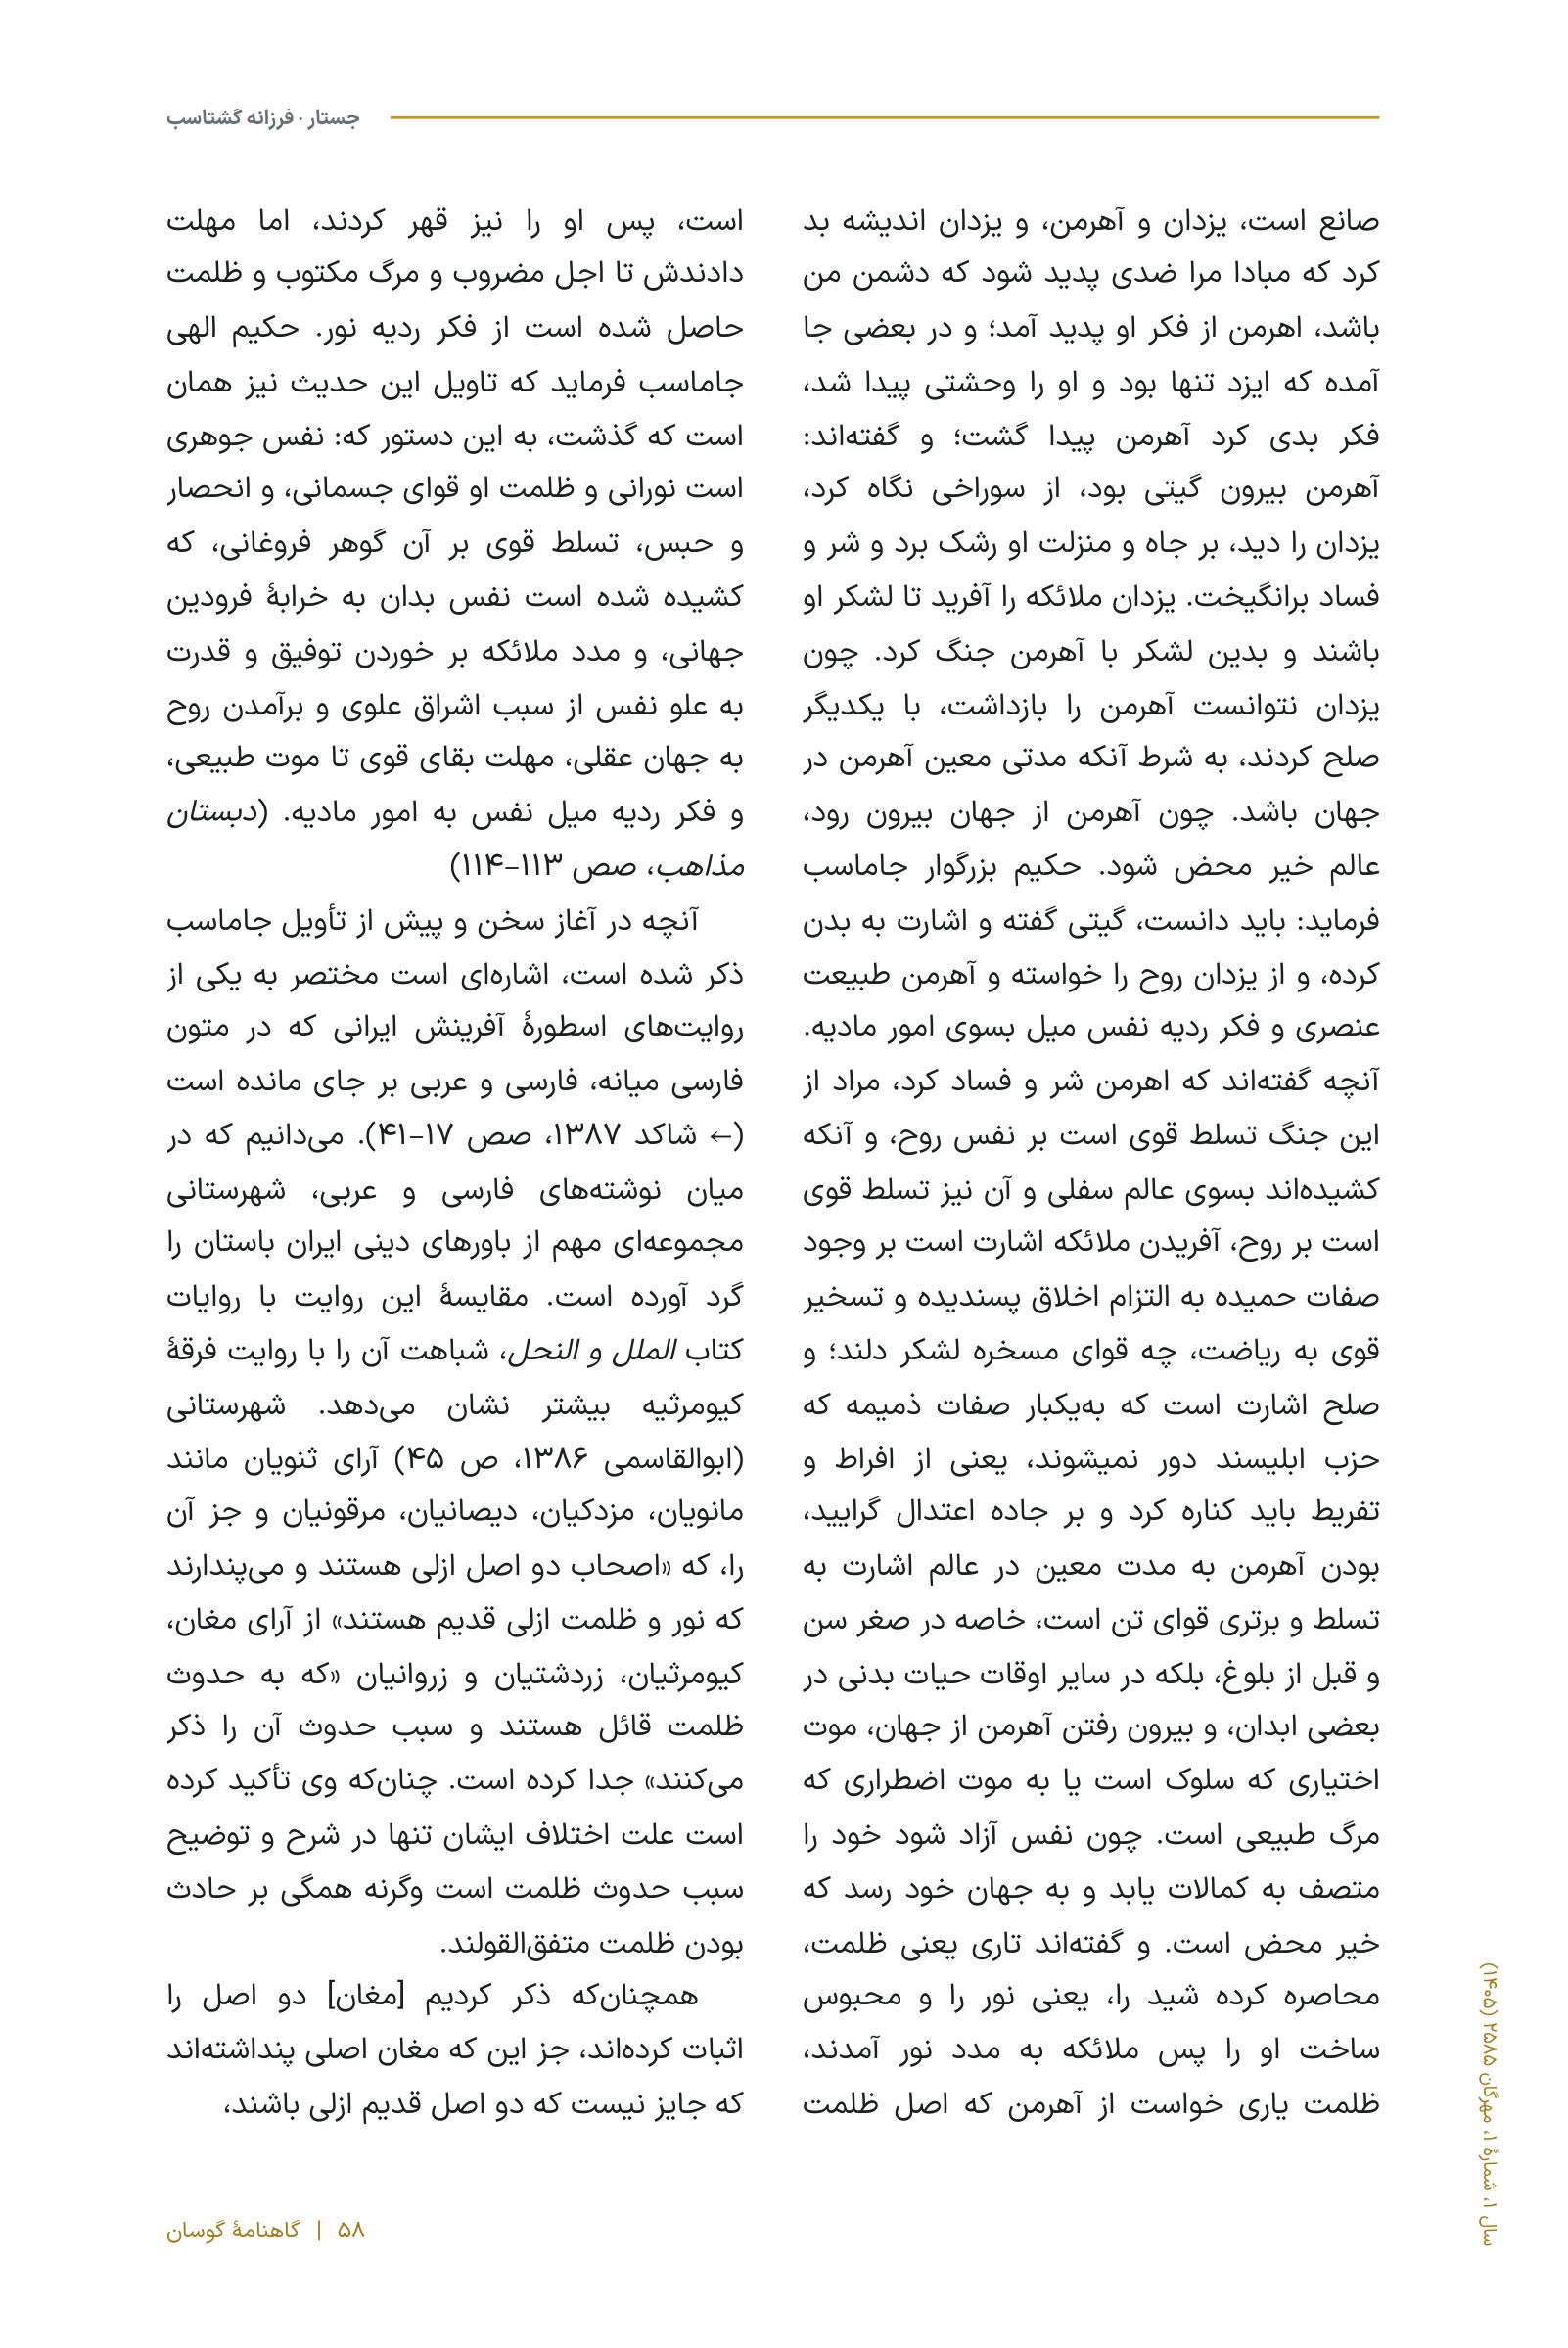 جستار · فرزانه گشتاسب
صانع است، یزدان و آهرمن، و یزدان اندیشه بد
کرد که مبادا مرا ضدی پدید شود که دشمن من
باشد، اهرمن از فکر او پدید آمد؛ و در بعضی جا
آمده که ایزد تنها بود و او را وحشتی پیدا شد،
فکر بدی کرد آهرمن پیدا گشت؛ و گفته‌اند:
آهرمن بیرون گیتی بود، از سوراخی نگاه کرد،
یزدان را دید، بر جاه و منزلت او رشک برد و شر و
فساد برانگیخت. یزدان ملائکه را آفرید تا لشکر او
باشند و بدین لشکر با آهرمن جنگ کرد. چون
یزدان نتوانست آهرمن را بازداشت، با یکدیگر
صلح کردند، به شرط آنکه مدتی معین آهرمن در
جهان باشد. چون آهرمن از جهان بیرون رود،
عالم خیر محض شود. حکیم بزرگوار جاماسب
فرماید: باید دانست، گیتی گفته و اشارت به بدن
کرده، و از یزدان روح را خواسته و آهرمن طبیعت
عنصری و فکر ردیه نفس میل بسوی امور مادیه.
آنچه گفته‌اند که اهرمن شر و فساد کرد، مراد از
این جنگ تسلط قوی است بر نفس روح، و آنکه
کشیده‌اند بسوی عالم سفلی و آن نیز تسلط قوی
است بر روح، آفریدن ملائکه اشارت است بر وجود
صفات حمیده به التزام اخلاق پسندیده و تسخیر
قوی به ریاضت، چه قوای مسخره لشکر دلند؛ و
صلح اشارت است که به‌یکبار صفات ذمیمه که
حزب ابلیسند دور نمیشوند، یعنی از افراط و
تفریط باید کناره کرد و بر جاده اعتدال گرایید،
بودن آهرمن به مدت معین در عالم اشارت به
تسلط و برتری قوای تن است، خاصه در صغر سن
و قبل از بلوغ، بلکه در سایر اوقات حیات بدنی در
بعضی ابدان، و بیرون رفتن آهرمن از جهان، موت
اختیاری که سلوک است یا به موت اضطراری که
مرگ طبیعی است. چون نفس آزاد شود خود را
متصف به کمالات یابد و به جهان خود رسد که
خیر محض است. و گفته‌اند تاری یعنی ظلمت،
محاصره کرده شید را، یعنی نور را و محبوس
ساخت او را پس ملائکه به مدد نور آمدند،
ظلمت یاری خواست از آهرمن که اصل ظلمت
است، پس او را نیز قهر کردند، اما مهلت
دادندش تا اجل مضروب و مرگ مکتوب و ظلمت
حاصل شده است از فکر ردیه نور. حکیم الهی
جاماسب فرماید که تاویل این حدیث نیز همان
است که گذشت، به این دستور که: نفس جوهری
است نورانی و ظلمت او قوای جسمانی، و انحصار
و حبس، تسلط قوی بر آن گوهر فروغانی، که
کشیده شده است نفس بدان به خرابهٔ فرودین
جهانی، و مدد ملائکه بر خوردن توفیق و قدرت
به علو نفس از سبب اشراق علوی و برآمدن روح
به جهان عقلی، مهلت بقای قوی تا موت طبیعی،
و فکر ردیه میل نفس به امور مادیه. (دبستان
مذاهب، صص ۱۱۳–۱۱۴)
آنچه در آغاز سخن و پیش از تأویل جاماسب
ذکر شده است، اشاره‌ای است مختصر به یکی از
روایت‌های اسطورهٔ آفرینش ایرانی که در متون
فارسی میانه، فارسی و عربی بر جای مانده است
(← شاکد ۱۳۸۷، صص ۱۷–۴۱). می‌دانیم که در
میان نوشته‌های فارسی و عربی، شهرستانی
مجموعه‌ای مهم از باورهای دینی ایران باستان را
گرد آورده است. مقایسهٔ این روایت با روایات
کتاب الملل و النحل، شباهت آن را با روایت فرقهٔ
کیومرثیه بیشتر نشان می‌دهد. شهرستانی
(ابوالقاسمی ۱۳۸۶، ص ۴۵) آرای ثنویان مانند
مانویان، مزدکیان، دیصانیان، مرقونیان و جز آن
را، که «اصحاب دو اصل ازلی هستند و می‌پندارند
که نور و ظلمت ازلی قدیم هستند» از آرای مغان،
کیومرثیان، زردشتیان و زروانیان «که به حدوث
ظلمت قائل هستند و سبب حدوث آن را ذکر
می‌کنند» جدا کرده است. چنان‌که وی تأکید کرده
است علت اختلاف ایشان تنها در شرح و توضیح
سبب حدوث ظلمت است وگرنه همگی بر حادث
بودن ظلمت متفق‌القولند.
همچنان‌که ذکر کردیم [مغان] دو اصل را
اثبات کرده‌اند، جز این که مغان اصلی پنداشته‌اند
که جایز نیست که دو اصل قدیم ازلی باشند،
سال ۱، شمارهٔ ۱، مهرگان ۲۵۸۵ (۱۴۰۵)
۵۸ | گاهنامهٔ گوسان